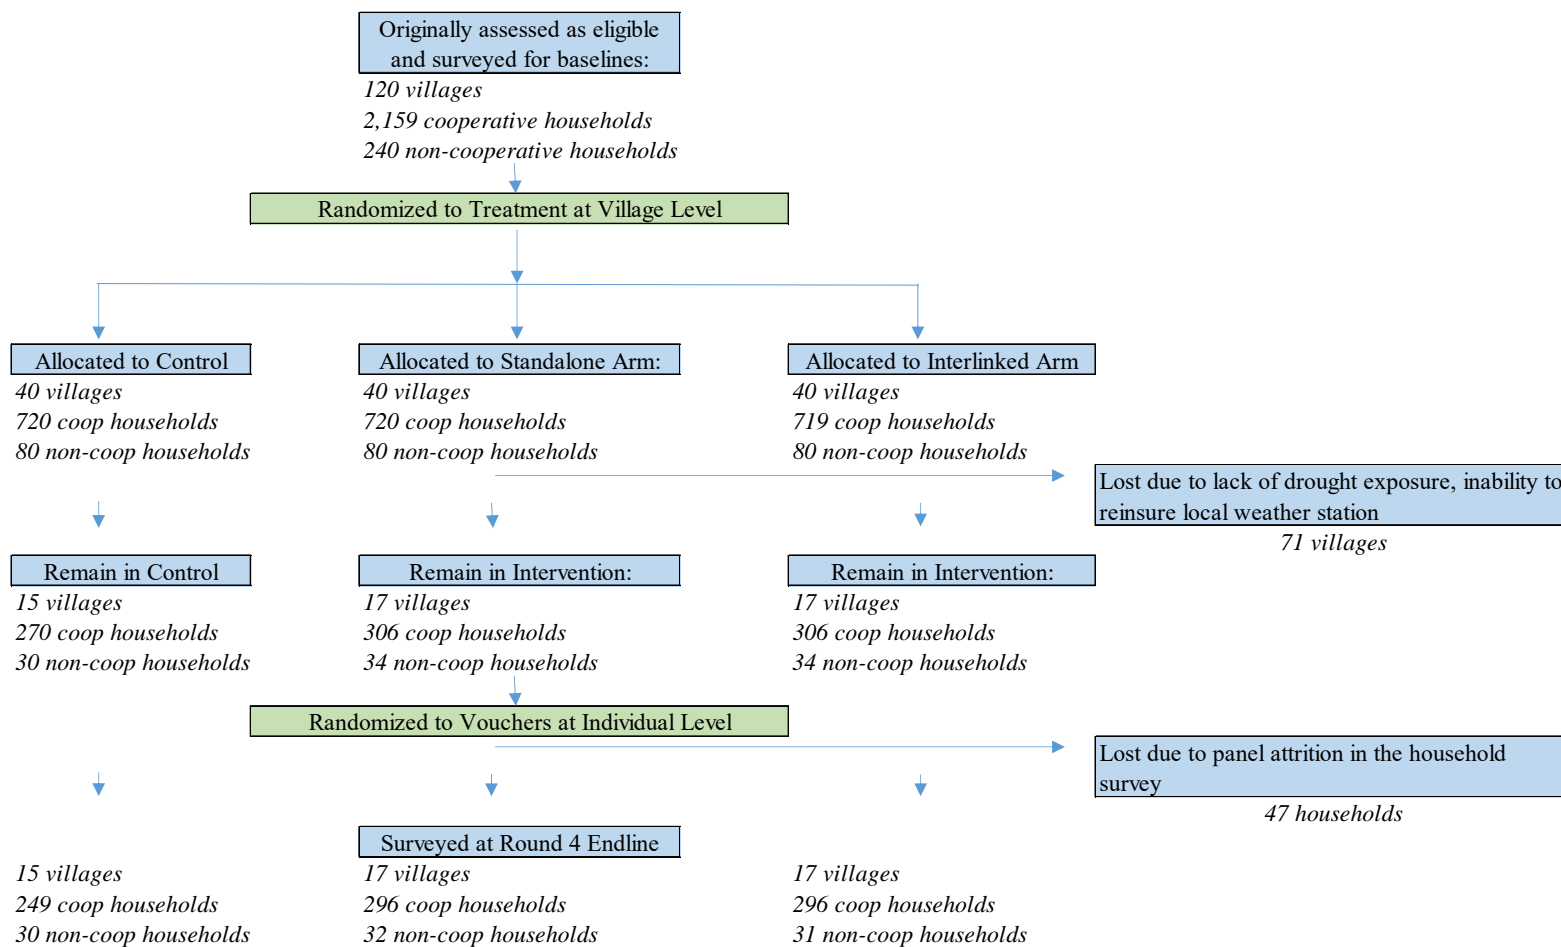 Originally assessed as eligible
and surveyed for baselines:
120 villages
2,159 cooperative households
240 non-cooperative households
Randomized to Treatment at Village Level
Allocated to Control
40 villages
720 coop households
80 non-coop households
Allocated to Standalone Arm:
40 villages
720 coop households
80 non-coop households
Allocated to Interlinked Arm
40 villages
719 coop households
80 non-coop households
Lost due to lack of drought exposure, inability to
reinsure local weather station
71 villages
Remain in Control
15 villages
270 coop households
30 non-coop households
Remain in Intervention:
17 villages
306 coop households
34 non-coop households
Remain in Intervention:
17 villages
306 coop households
34 non-coop households
Randomized to Vouchers at Individual Level
Lost due to panel attrition in the household
survey
47 households
Surveyed at Round 4 Endline
15 villages
249 coop households
30 non-coop households
17 villages
296 coop households
32 non-coop households
17 villages
296 coop households
31 non-coop households